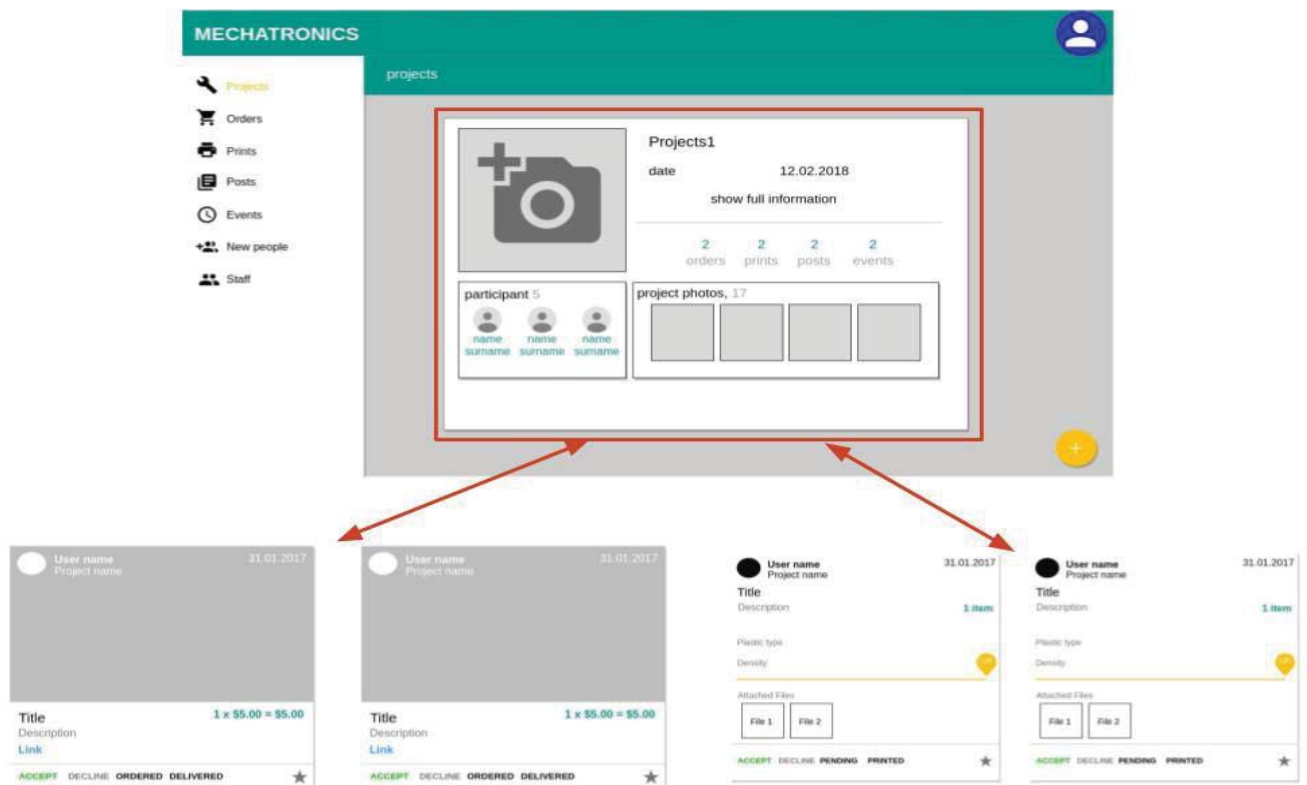 MECHATRONICS
projects
Projects
Orders
Prints
Posts
Events
New people
Staff
Projects1
date 12.02.2018
show full information
2 2 2 2
orders prints posts events
participant 5
name name name
surname surname surname
project photos, 17
+
User name 31.01.2017
Project name
Title 1 x $5.00 = $5.00
Description
Link
ACCEPT DECLINE ORDERED DELIVERED
User name 31.01.2017
Project name
Title 1 x $5.00 = $5.00
Description
Link
ACCEPT DECLINE ORDERED DELIVERED
User name 31.01.2017
Project name
Title
Description 1 item
Plastic type
Density
Attached Files
File 1 File 2
ACCEPT DECLINE PENDING PRINTED
User name 31.01.2017
Project name
Title
Description 1 item
Plastic type
Density
Attached Files
File 1 File 2
ACCEPT DECLINE PENDING PRINTED